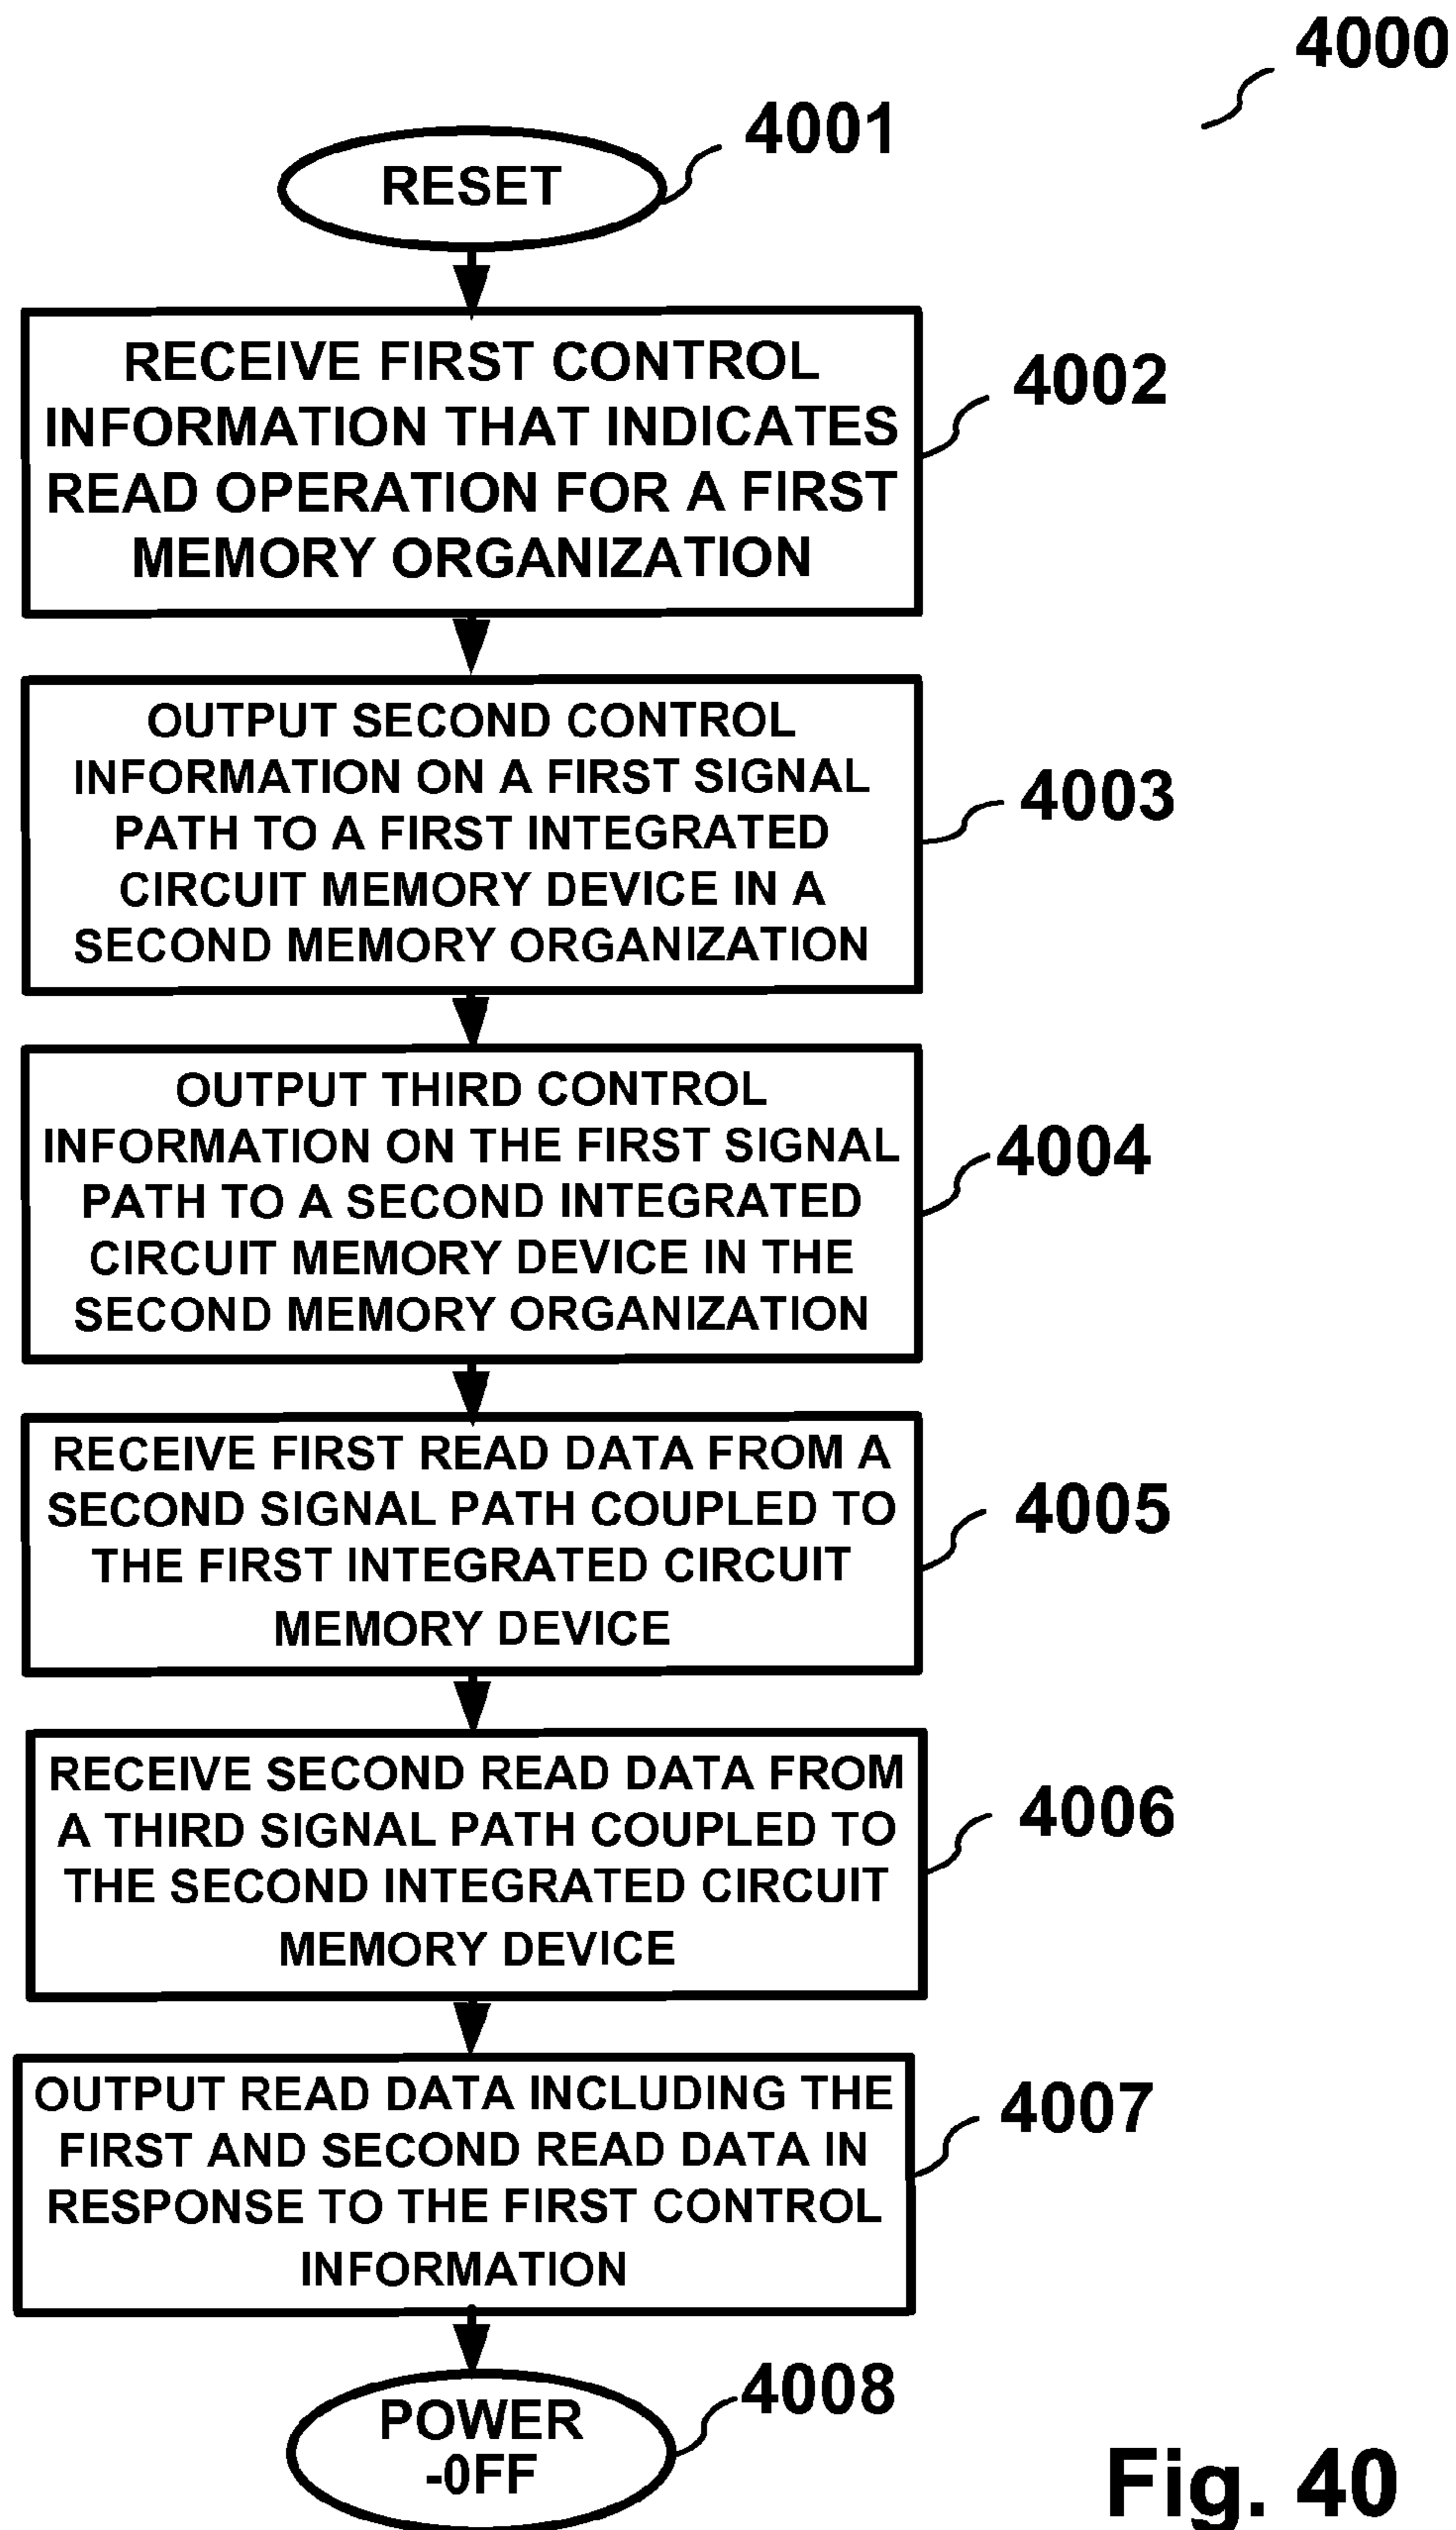 4000
4001
RESET
RECEIVE FIRST CONTROL
INFORMATION THAT INDICATES
READ OPERATION FOR A FIRST
MEMORY ORGANIZATION
4002
OUTPUT SECOND CONTROL
INFORMATION ON A FIRST SIGNAL
PATH TO A FIRST INTEGRATED
CIRCUIT MEMORY DEVICE IN A
SECOND MEMORY ORGANIZATION
4003
OUTPUT THIRD CONTROL
INFORMATION ON THE FIRST SIGNAL
PATH TO A SECOND INTEGRATED
CIRCUIT MEMORY DEVICE IN THE
SECOND MEMORY ORGANIZATION
4004
RECEIVE FIRST READ DATA FROM A
SECOND SIGNAL PATH COUPLED TO
THE FIRST INTEGRATED CIRCUIT
MEMORY DEVICE
4005
RECEIVE SECOND READ DATA FROM
A THIRD SIGNAL PATH COUPLED TO
THE SECOND INTEGRATED CIRCUIT
MEMORY DEVICE
4006
OUTPUT READ DATA INCLUDING THE
FIRST AND SECOND READ DATA IN
RESPONSE TO THE FIRST CONTROL
INFORMATION
4007
POWER
-0FF
4008
Fig. 40